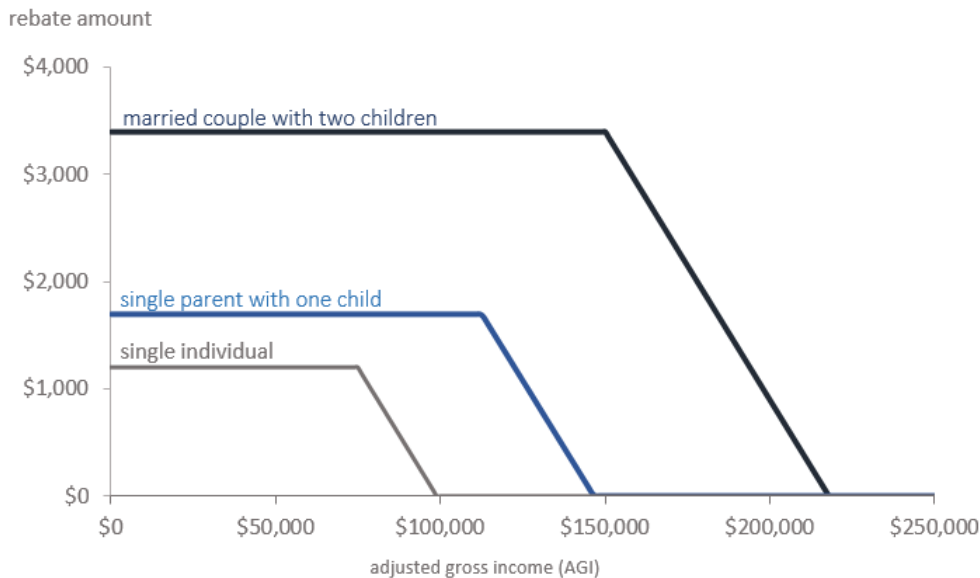 rebate amount
$4,000
married couple with two children
$3,000
$2,000
single parent with one child
single individual
$1,000
$0
$0 $50,000 $100,000 $150,000 $200,000 $250,000
adjusted gross income (AGI)